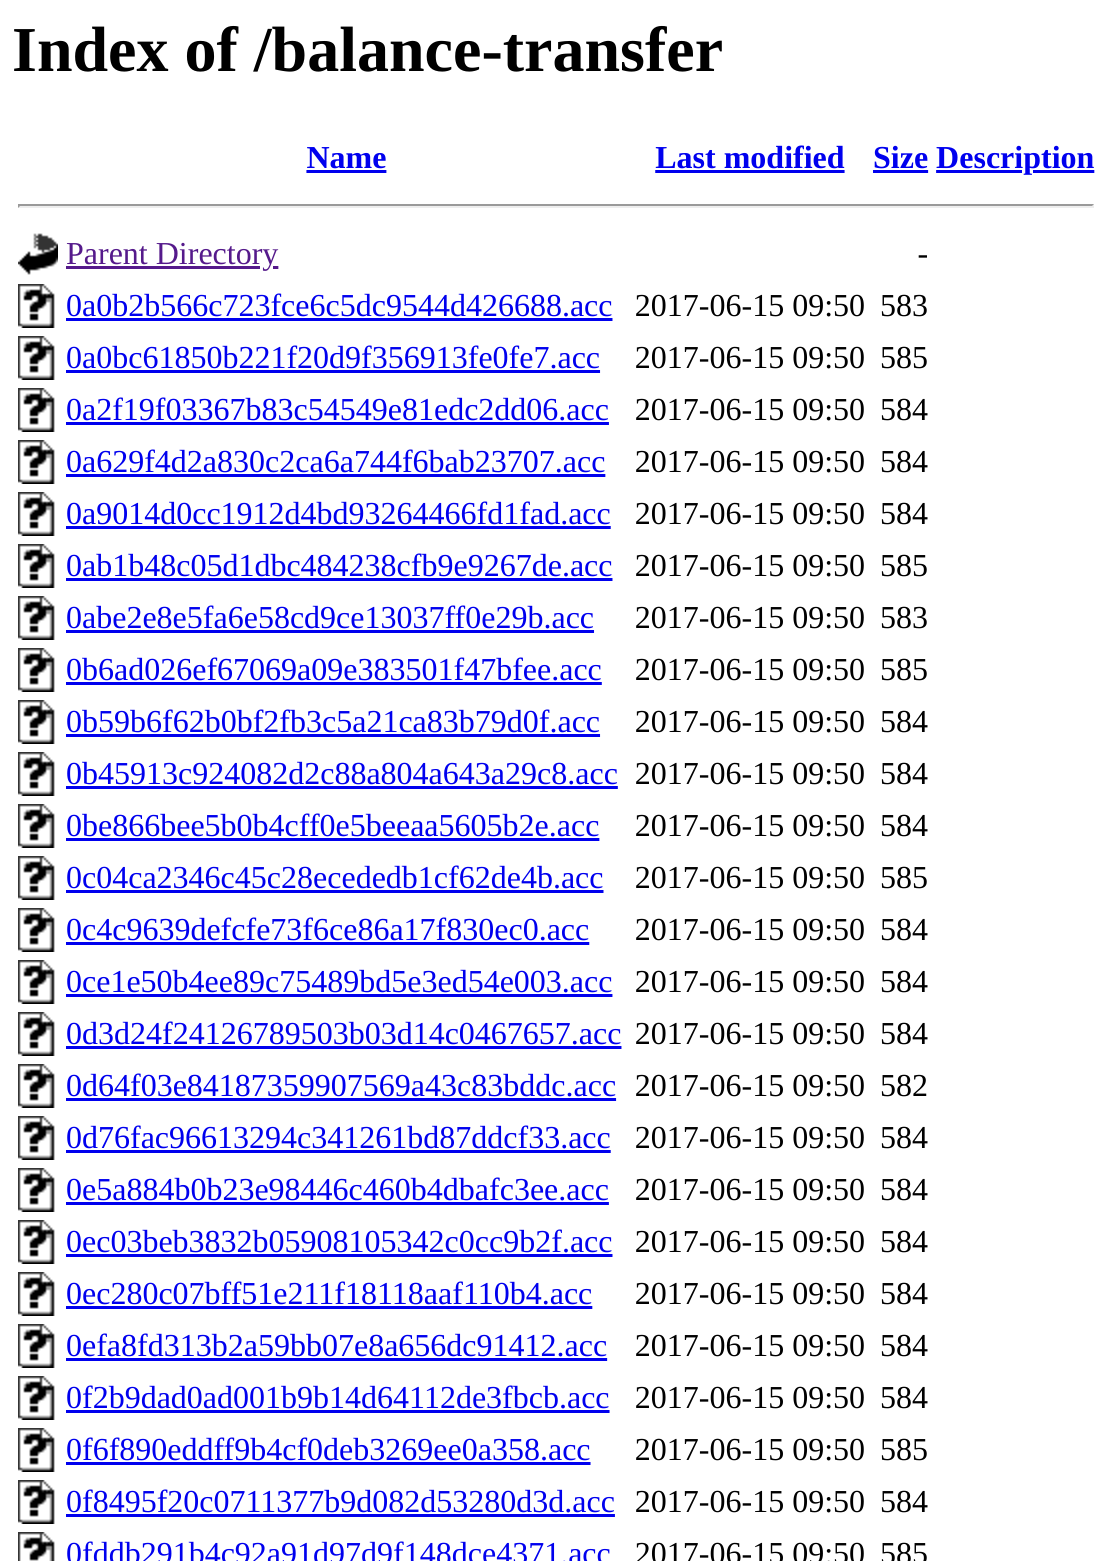 Index of /balance-transfer
Name Last modified Size Description
Parent Directory -
0a0b2b566c723fce6c5dc9544d426688.acc 2017-06-15 09:50 583
0a0bc61850b221f20d9f356913fe0fe7.acc 2017-06-15 09:50 585
0a2f19f03367b83c54549e81edc2dd06.acc 2017-06-15 09:50 584
0a629f4d2a830c2ca6a744f6bab23707.acc 2017-06-15 09:50 584
0a9014d0cc1912d4bd93264466fd1fad.acc 2017-06-15 09:50 584
0ab1b48c05d1dbc484238cfb9e9267de.acc 2017-06-15 09:50 585
0abe2e8e5fa6e58cd9ce13037ff0e29b.acc 2017-06-15 09:50 583
0b6ad026ef67069a09e383501f47bfee.acc 2017-06-15 09:50 585
0b59b6f62b0bf2fb3c5a21ca83b79d0f.acc 2017-06-15 09:50 584
0b45913c924082d2c88a804a643a29c8.acc 2017-06-15 09:50 584
0be866bee5b0b4cff0e5beeaa5605b2e.acc 2017-06-15 09:50 584
0c04ca2346c45c28ecededb1cf62de4b.acc 2017-06-15 09:50 585
0c4c9639defcfe73f6ce86a17f830ec0.acc 2017-06-15 09:50 584
0ce1e50b4ee89c75489bd5e3ed54e003.acc 2017-06-15 09:50 584
0d3d24f24126789503b03d14c0467657.acc 2017-06-15 09:50 584
0d64f03e84187359907569a43c83bddc.acc 2017-06-15 09:50 582
0d76fac96613294c341261bd87ddcf33.acc 2017-06-15 09:50 584
0e5a884b0b23e98446c460b4dbafc3ee.acc 2017-06-15 09:50 584
0ec03beb3832b05908105342c0cc9b2f.acc 2017-06-15 09:50 584
0ec280c07bff51e211f18118aaf110b4.acc 2017-06-15 09:50 584
0efa8fd313b2a59bb07e8a656dc91412.acc 2017-06-15 09:50 584
0f2b9dad0ad001b9b14d64112de3fbcb.acc 2017-06-15 09:50 584
0f6f890eddff9b4cf0deb3269ee0a358.acc 2017-06-15 09:50 585
0f8495f20c0711377b9d082d53280d3d.acc 2017-06-15 09:50 584
0fddb291b4c92a91d97d9f148dce4371.acc 2017-06-15 09:50 585